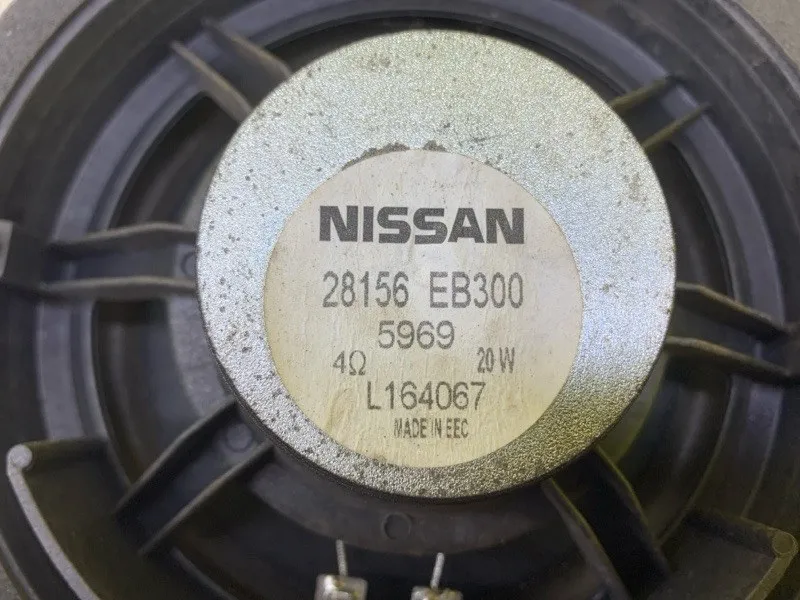 NISSAN
28156 EB300
5969
4Ω 20 W
L164067
MADE IN EEC